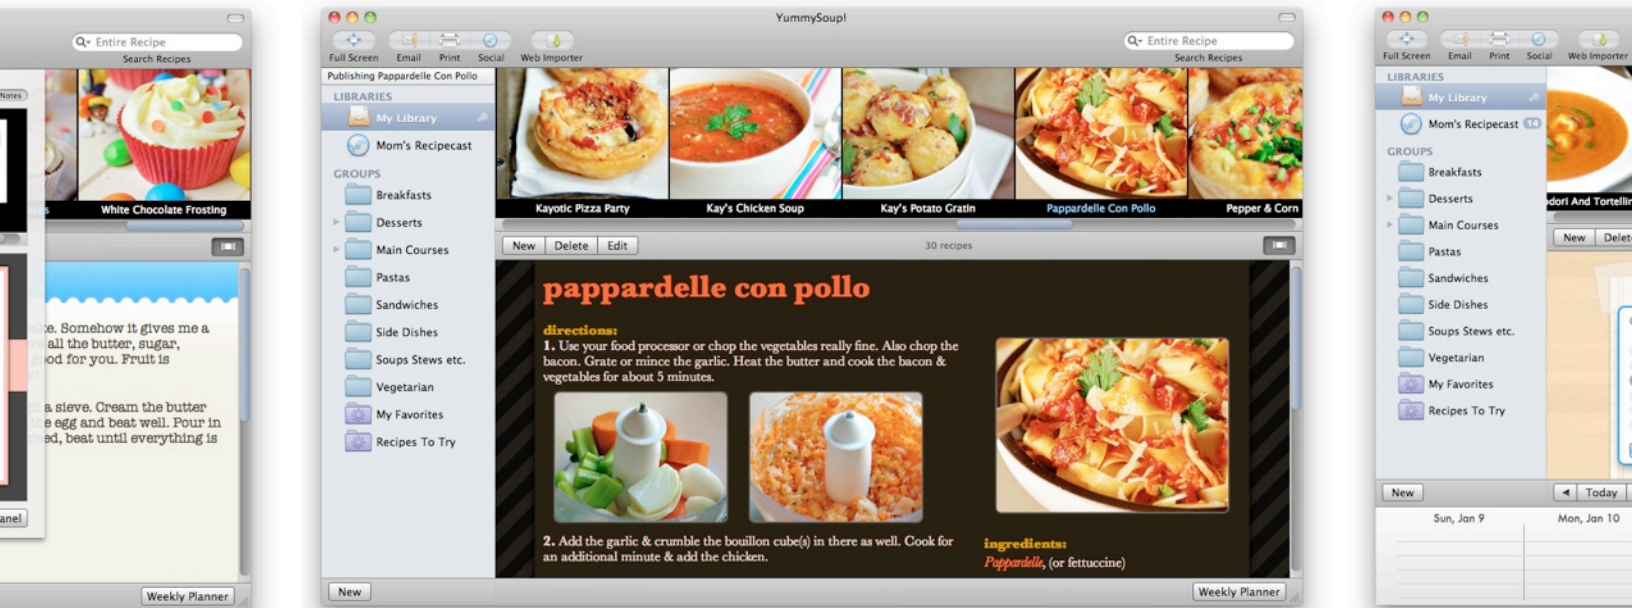 Entire Recipe
Search Recipes
Notes
White Chocolate Frosting
Somehow it gives me a
all the butter, sugar,
good for you. Fruit is
a sieve. Cream the butter
the egg and beat well. Pour in
beat until everything is
Weekly Planner
YummySoup!
Full Screen Email Print Social Web Importer
Entire Recipe
Search Recipes
Publishing Pappardelle Con Pollo
LIBRARIES
My Library
Mom's Recipecast
GROUPS
Breakfasts
Desserts
Main Courses
Pastas
Sandwiches
Side Dishes
Soups Stews etc.
Vegetarian
My Favorites
Recipes To Try
New
Kayotic Pizza Party
Kay's Chicken Soup
Kay's Potato Gratin
Pappardelle Con Pollo
Pepper & Corn
New Delete Edit
30 recipes
pappardelle con pollo
directions:
1. Use your food processor or chop the vegetables really fine. Also chop the
bacon. Grate or mince the garlic. Heat the butter and cook the bacon &
vegetables for about 5 minutes.
2. Add the garlic & crumble the bouillon cube(s) in there as well. Cook for
an additional minute & add the chicken.
ingredients:
Pappardelle, (or fettuccine)
Weekly Planner
Full Screen Email Print Social Web Importer
LIBRARIES
My Library
Mom's Recipecast 14
GROUPS
Breakfasts
Desserts
Main Courses
Pastas
Sandwiches
Side Dishes
Soups Stews etc.
Vegetarian
My Favorites
Recipes To Try
And Tortellin
New Delete
New
Today
Sun, Jan 9
Mon, Jan 10